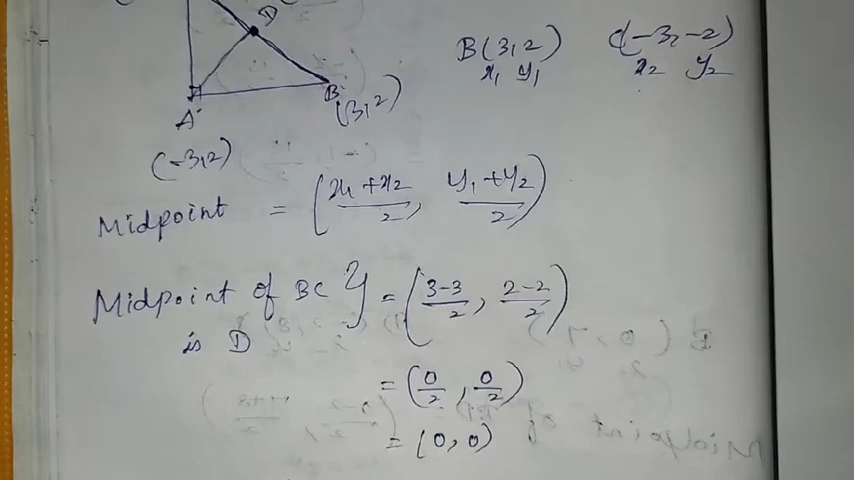 D
B(3,2) C(-3,-2)
x₁ y₁ x₂ y₂
A B
(3,2)
(-3,2)
Midpoint = (x₁+x₂/2, y₁+y₂/2)
Midpoint of BC } = (3-3/2, 2-2/2)
is D
= (0/2, 0/2)
= (0,0)